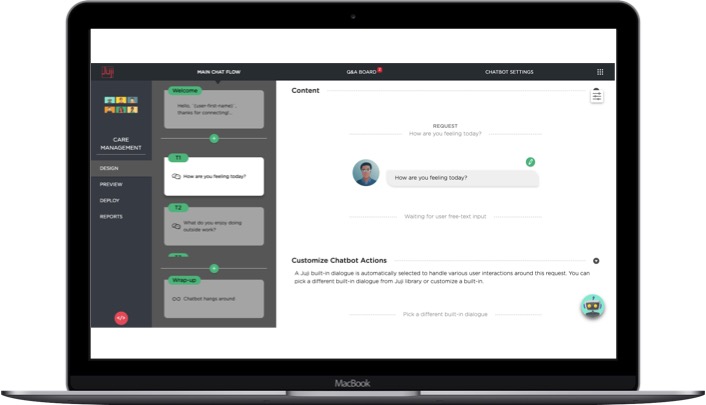 Juji
MAIN CHAT FLOW
Q&A BOARD
CHATBOT SETTINGS
CARE
MANAGEMENT
DESIGN
PREVIEW
DEPLOY
REPORTS
</>
Welcome
Hello, `{user-first-name}`,
thanks for connecting!..
T1
How are you feeling today?
T2
What do you enjoy doing
outside work?
Wrap-up
Chatbot hangs around
Content
REQUEST
How are you feeling today?
How are you feeling today?
Waiting for user free-text input
Customize Chatbot Actions
A Juji built-in dialogue is automatically selected to handle various user interactions around this request. You can
pick a different built-in dialogue from Juji library or customize a built-in.
Pick a different built-in dialogue
MacBook